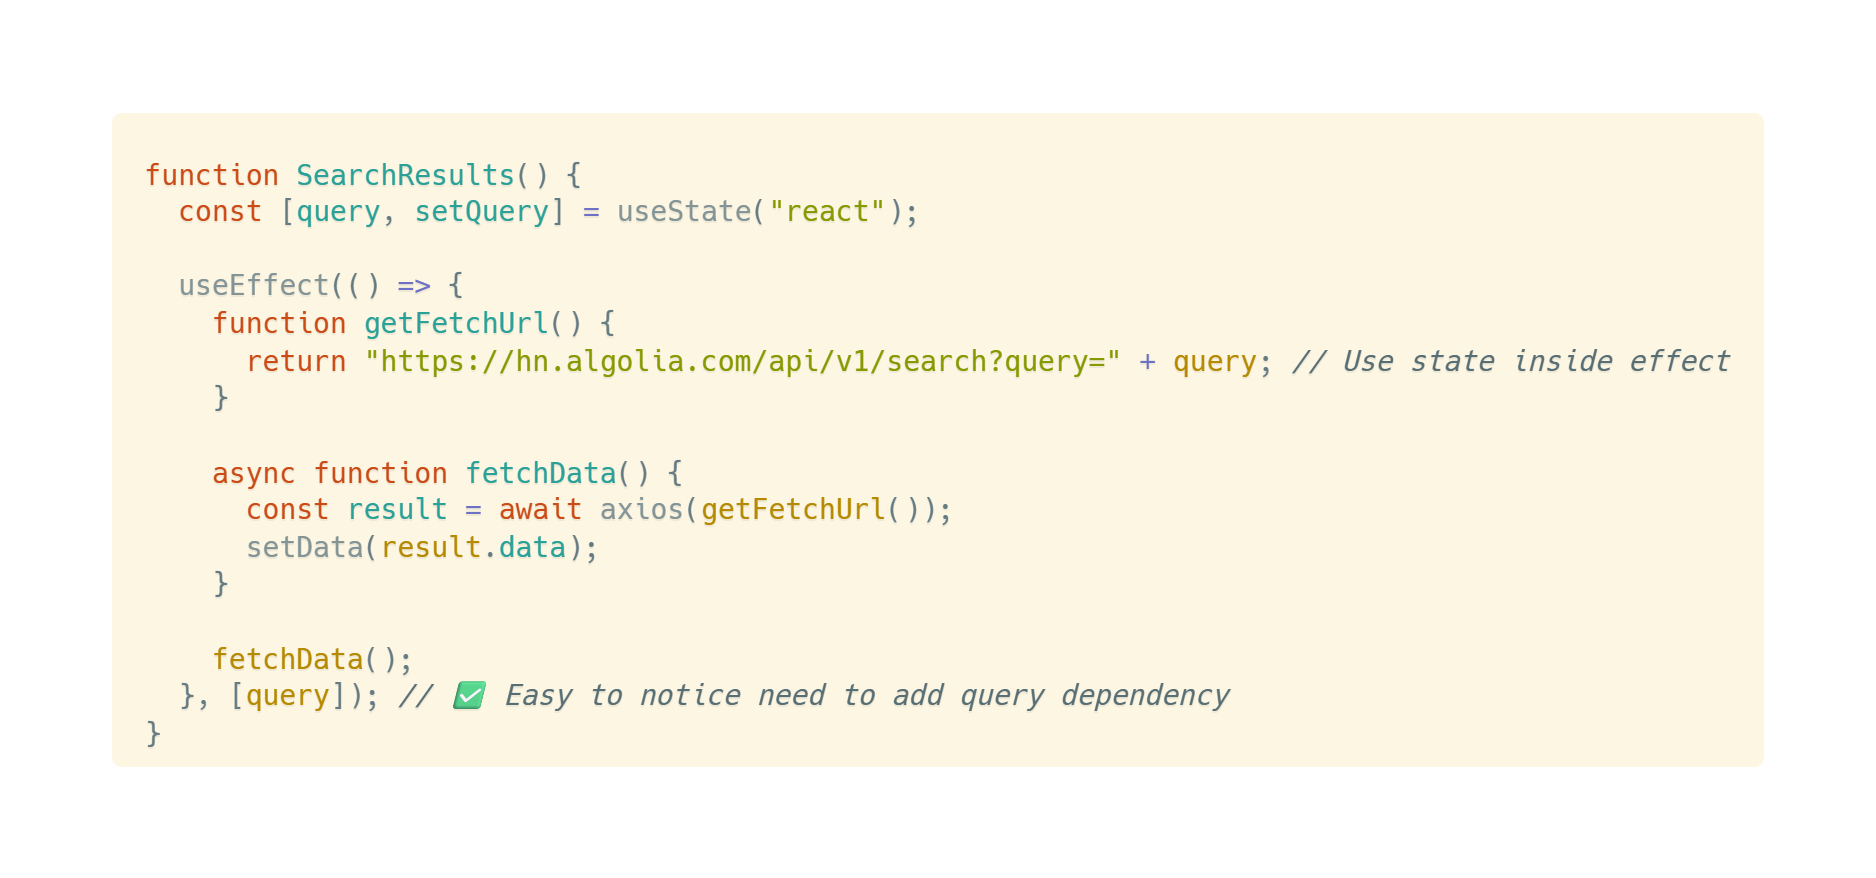 function SearchResults() {
  const [query, setQuery] = useState("react");

  useEffect(() => {
    function getFetchUrl() {
      return "https://hn.algolia.com/api/v1/search?query=" + query; // Use state inside effect
    }

    async function fetchData() {
      const result = await axios(getFetchUrl());
      setData(result.data);
    }

    fetchData();
  }, [query]); // ✅ Easy to notice need to add query dependency
}